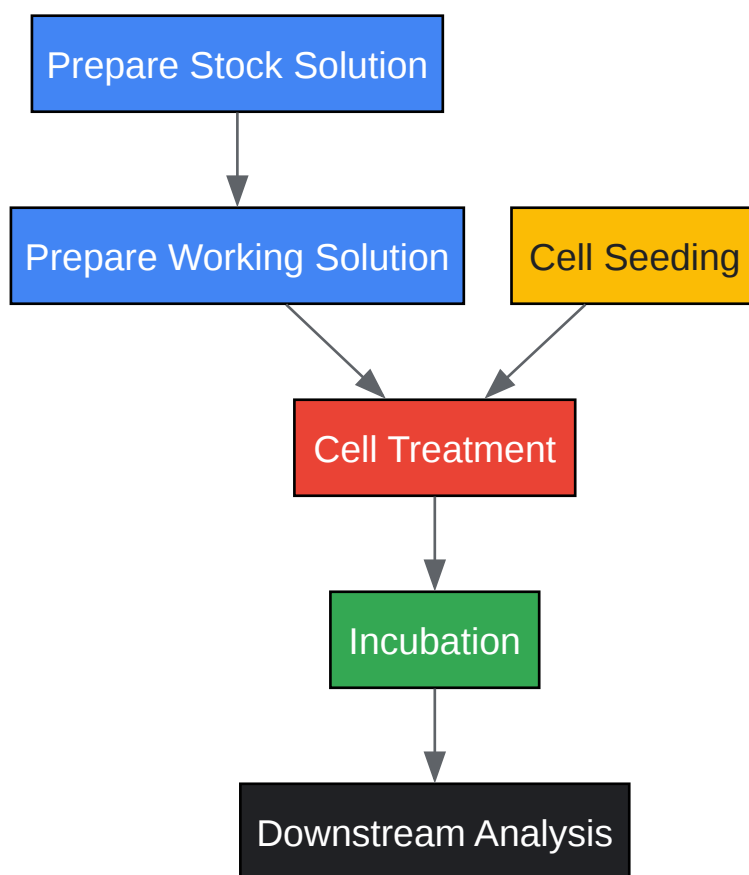 Prepare Stock Solution
Prepare Working Solution
Cell Seeding
Cell Treatment
Incubation
Downstream Analysis